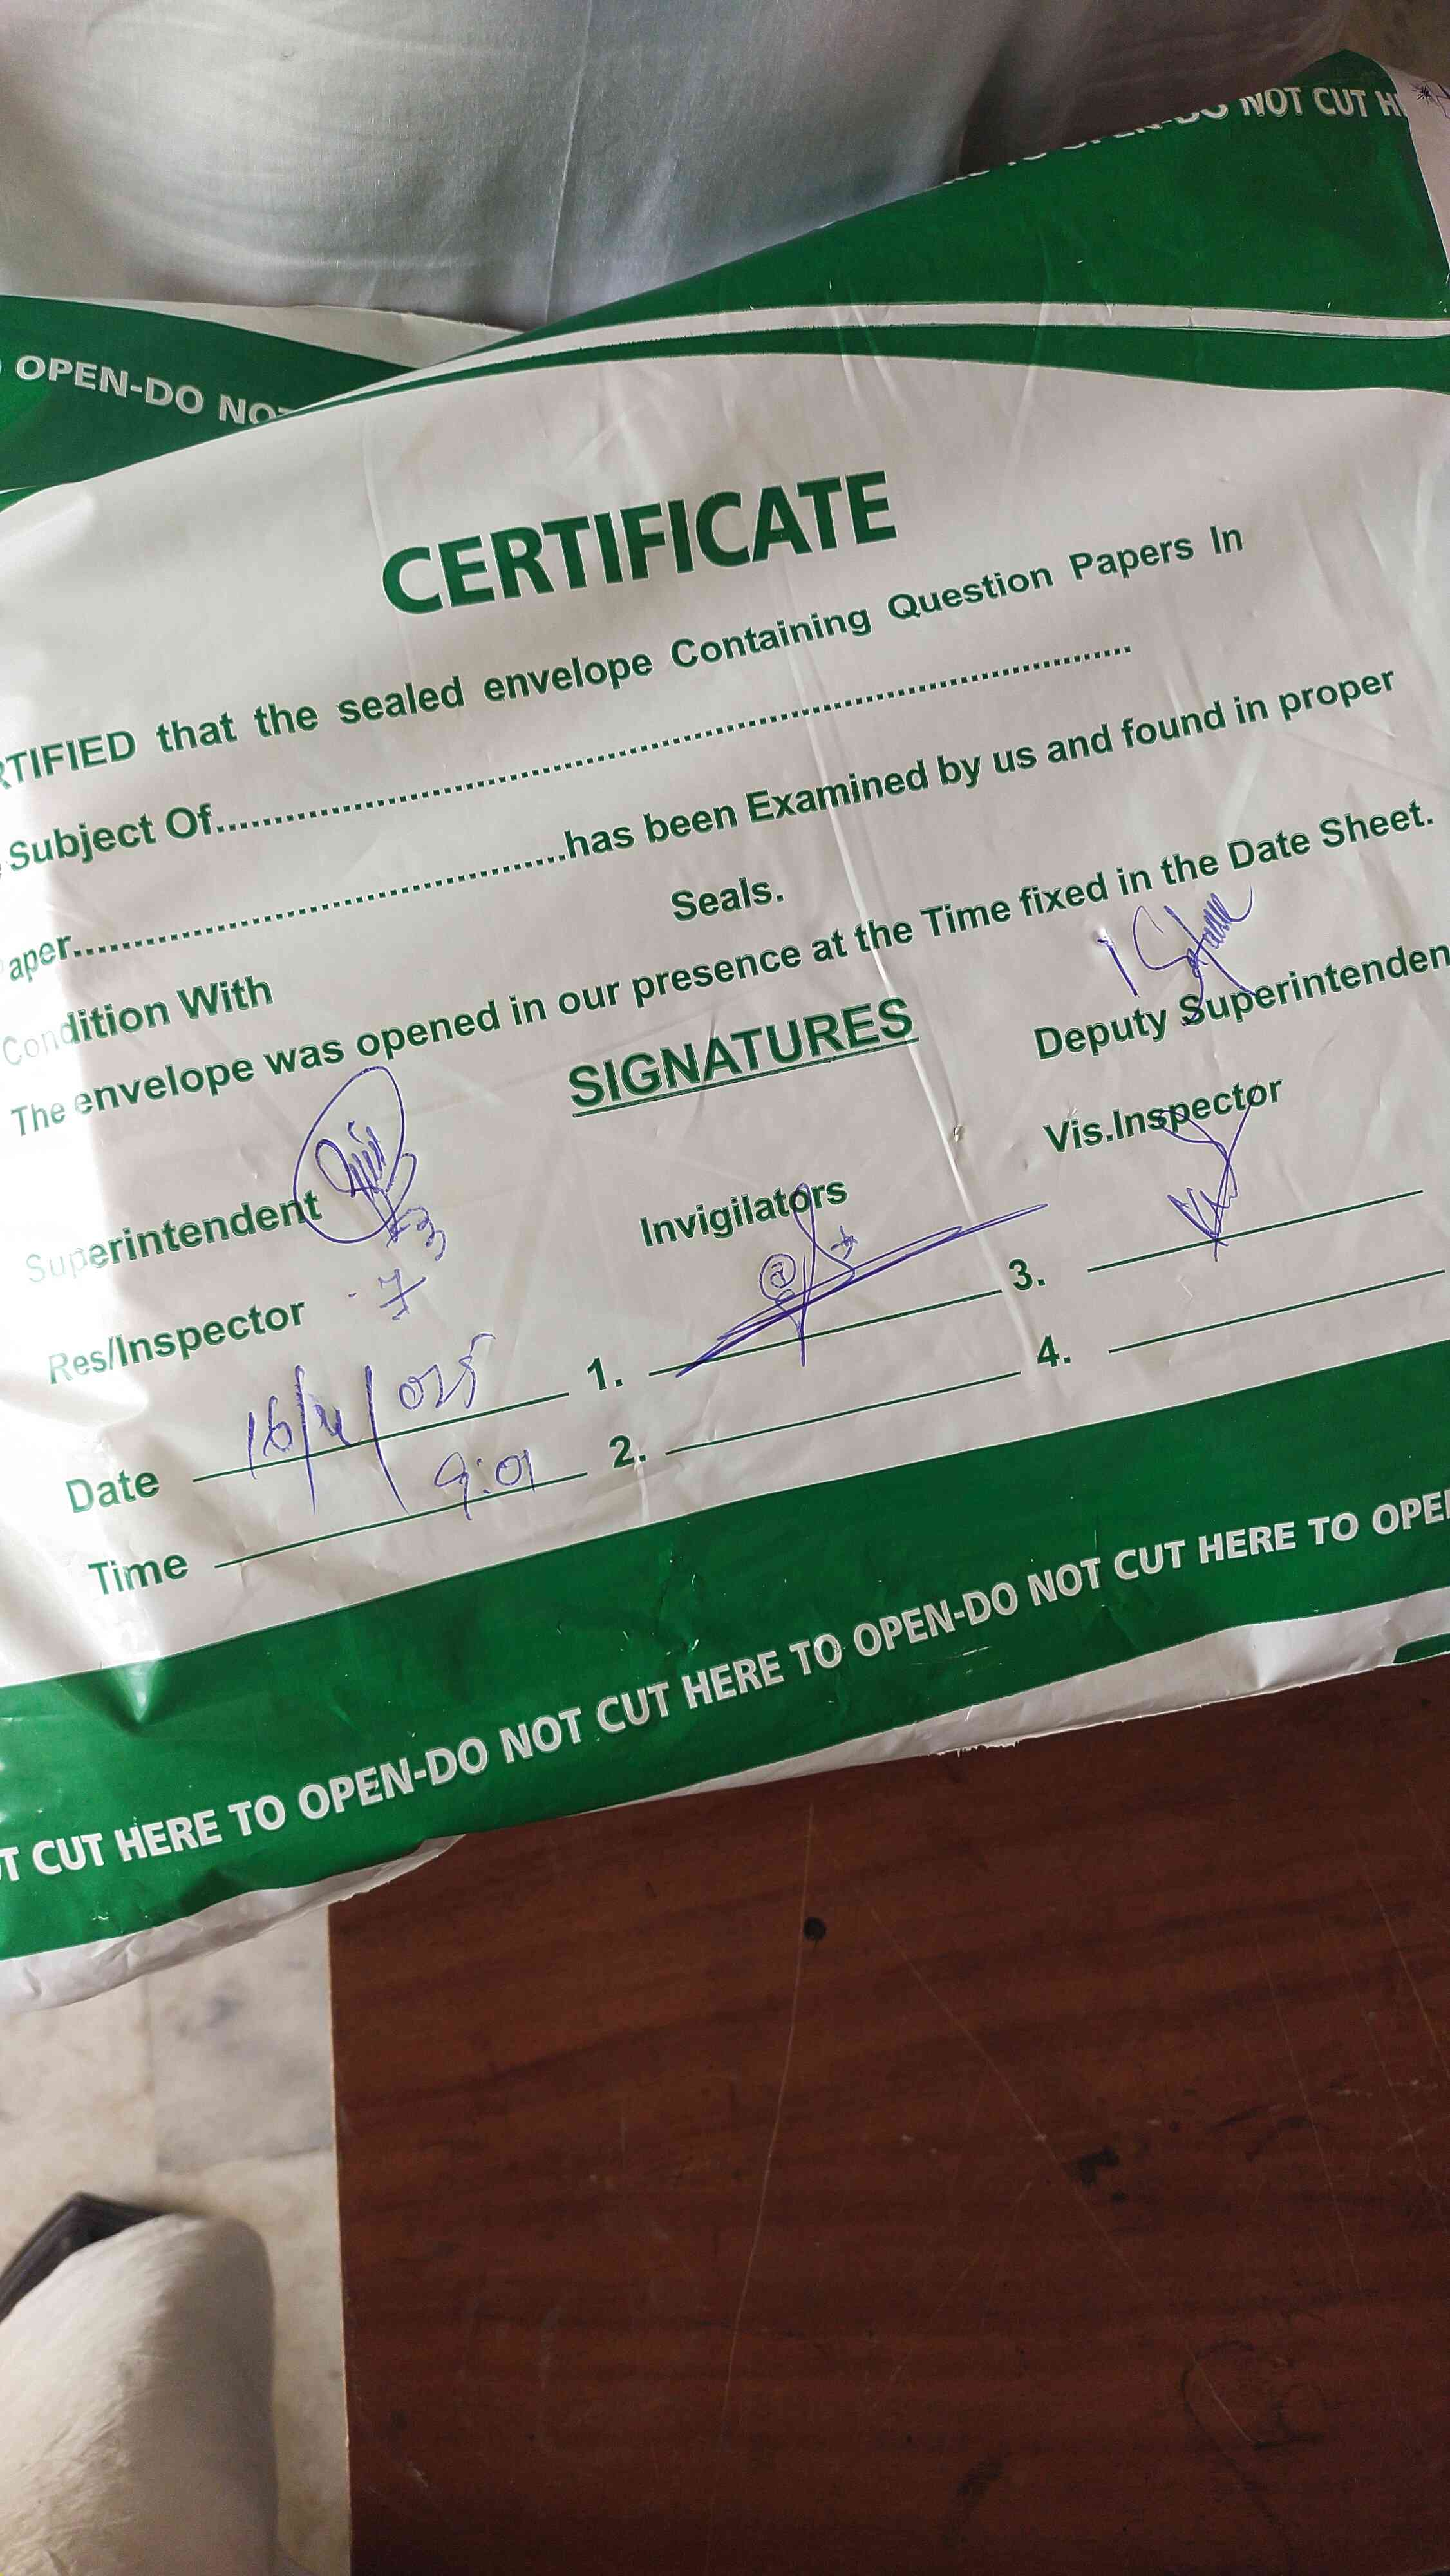 NOT CUT H
OPEN-DO NO
CERTIFICATE
RTIFIED that the sealed envelope Containing Question Papers In
Subject Of..............................................................................
aper..........................................has been Examined by us and found in proper
Condition With Seals.
The envelope was opened in our presence at the Time fixed in the Date Sheet.
SIGNATURES
Deputy Superintenden
Superintendent
Invigilators
Vis.Inspector
Res/Inspector
1.
3.
Date 16/4/025
2.
4.
Time 9:01
T CUT HERE TO OPEN-DO NOT CUT HERE TO OPEN-DO NOT CUT HERE TO OPE